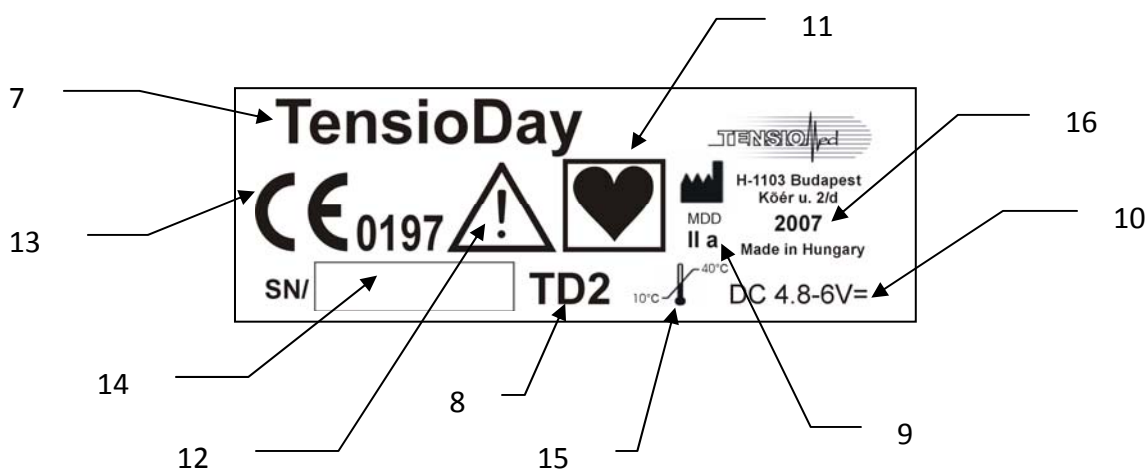 11
7
TensioDay
TENSIOMed
16
H-1103 Budapest
Kőér u. 2/d
10
13
CE 0197
!
MDD
II a
2007
Made in Hungary
SN/
TD2
10°C
40°C
DC 4.8-6V=
14
8
9
12
15